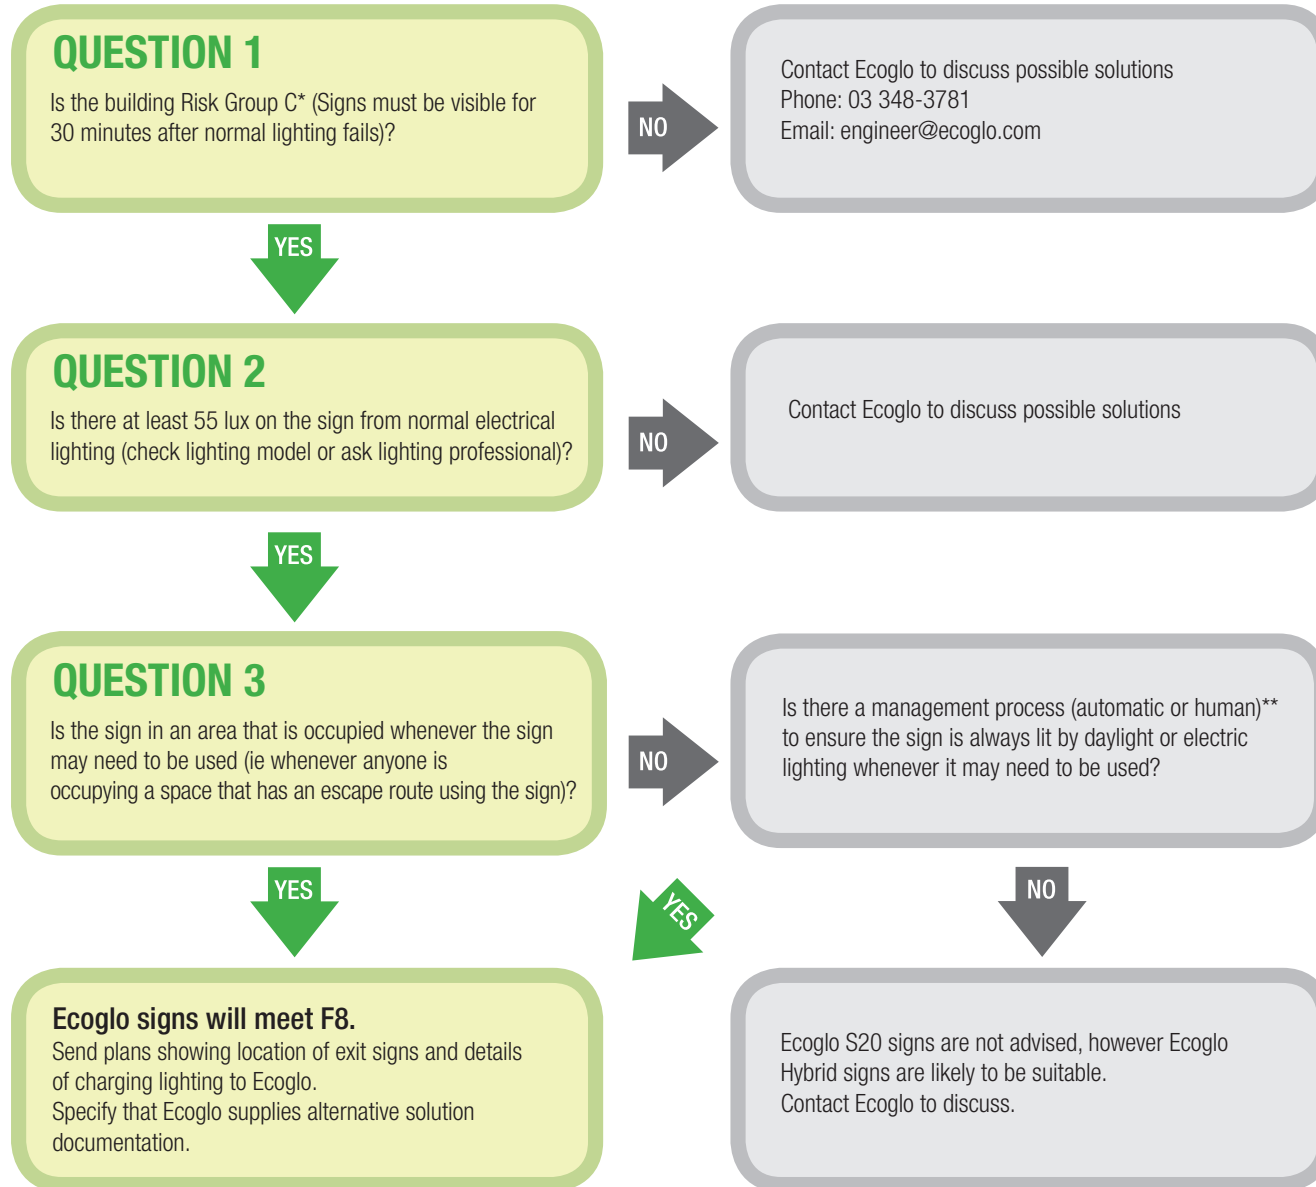 QUESTION 1
Is the building Risk Group C* (Signs must be visible for
30 minutes after normal lighting fails)?
NO
Contact Ecoglo to discuss possible solutions
Phone: 03 348-3781
Email: engineer@ecoglo.com
YES
QUESTION 2
Is there at least 55 lux on the sign from normal electrical
lighting (check lighting model or ask lighting professional)?
NO
Contact Ecoglo to discuss possible solutions
YES
QUESTION 3
Is the sign in an area that is occupied whenever the sign
may need to be used (ie whenever anyone is
occupying a space that has an escape route using the sign)?
NO
Is there a management process (automatic or human)**
to ensure the sign is always lit by daylight or electric
lighting whenever it may need to be used?
YES
YES
NO
Ecoglo signs will meet F8.
Send plans showing location of exit signs and details
of charging lighting to Ecoglo.
Specify that Ecoglo supplies alternative solution
documentation.
Ecoglo S20 signs are not advised, however Ecoglo
Hybrid signs are likely to be suitable.
Contact Ecoglo to discuss.